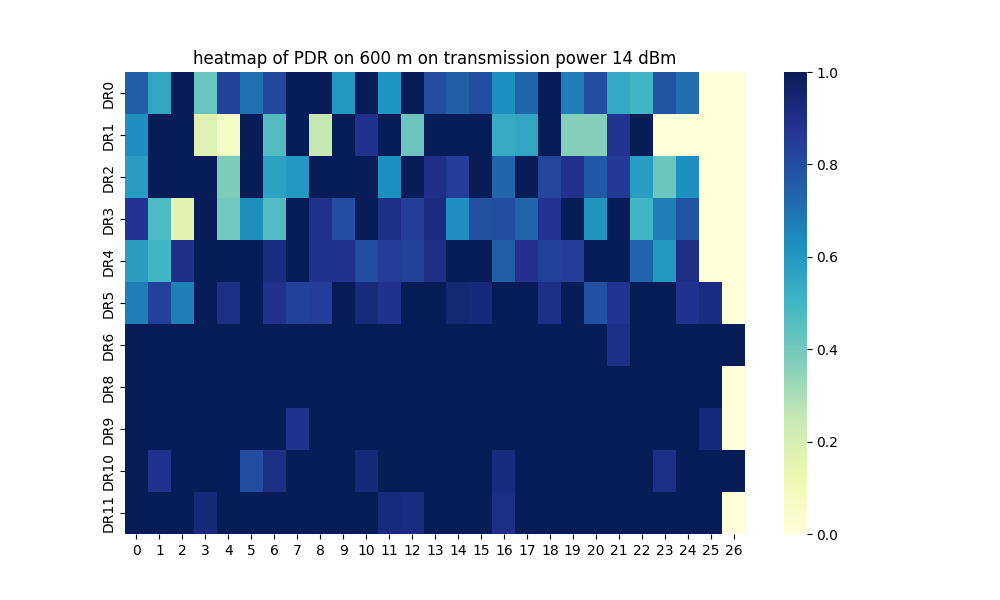 heatmap of PDR on 600 m on transmission power 14 dBm
DR0
DR1
DR2
DR3
DR4
DR5
DR6
DR8
DR9
DR10
DR11
0 1 2 3 4 5 6 7 8 9 10 11 12 13 14 15 16 17 18 19 20 21 22 23 24 25 26
1.0
0.8
0.6
0.4
0.2
0.0